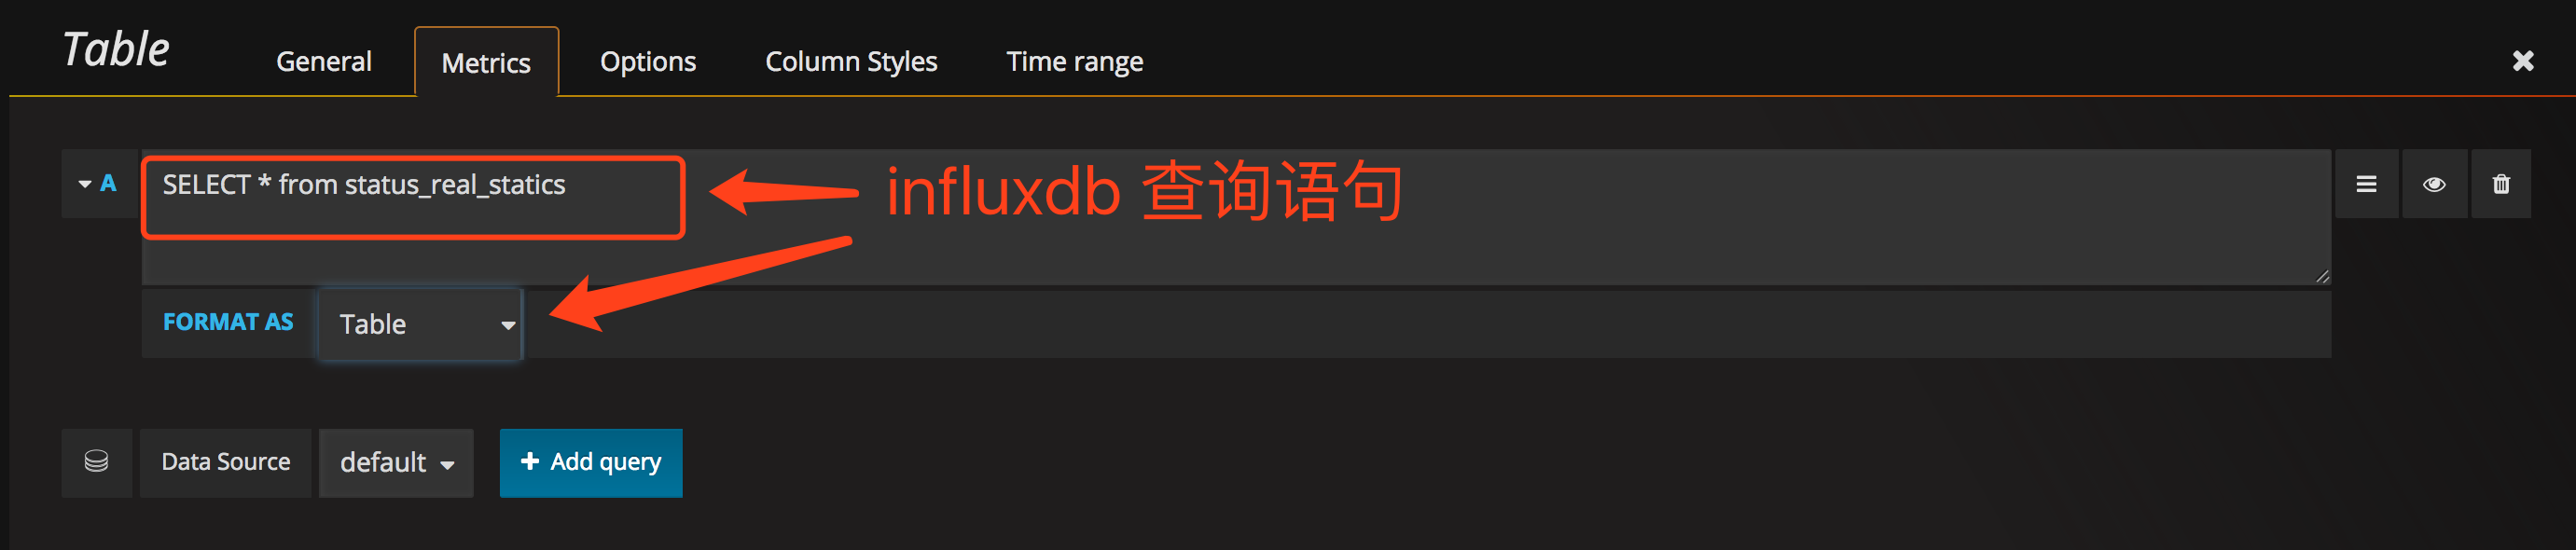 Table General Metrics Options Column Styles Time range
A SELECT * from status_real_statics
influxdb 查询语句
FORMAT AS Table
Data Source default Add query